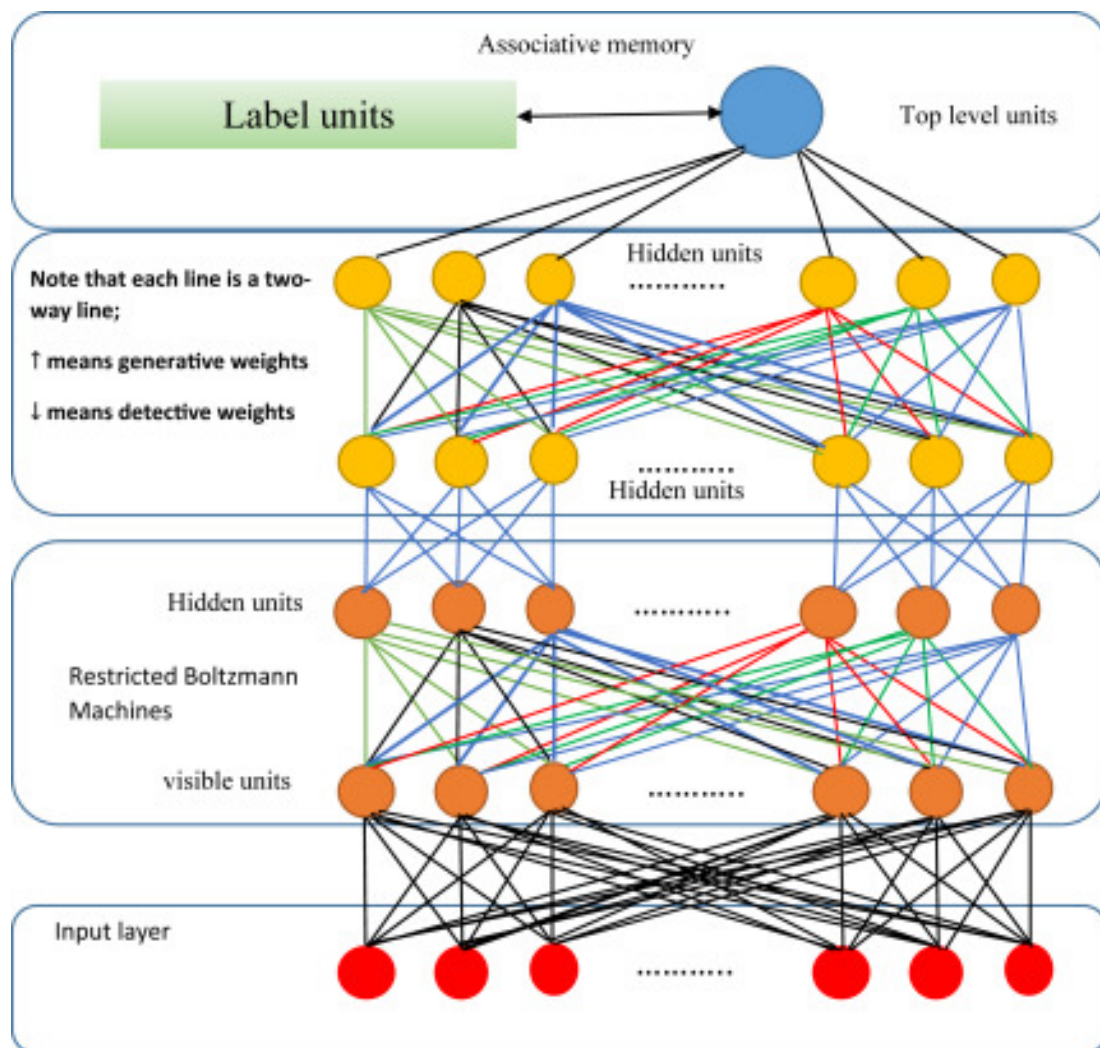 Associative memory
Label units
Top level units
Note that each line is a two-
way line;
↑ means generative weights
↓ means detective weights
Hidden units
............
............
Hidden units
Hidden units
............
Restricted Boltzmann
Machines
visible units
............
Input layer
............